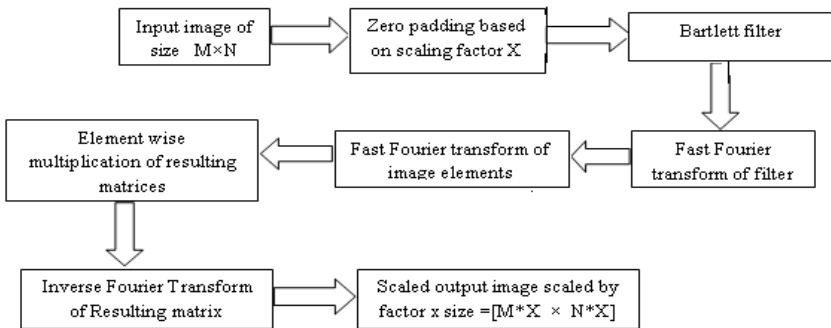 Input image of
size M×N
Zero padding based
on scaling factor X
Bartlett filter
Fast Fourier
transform of filter
Fast Fourier transform of
image elements
Element wise
multiplication of resulting
matrices
Inverse Fourier Transform
of Resulting matrix
Scaled output image scaled by
factor x size =[M*X × N*X]